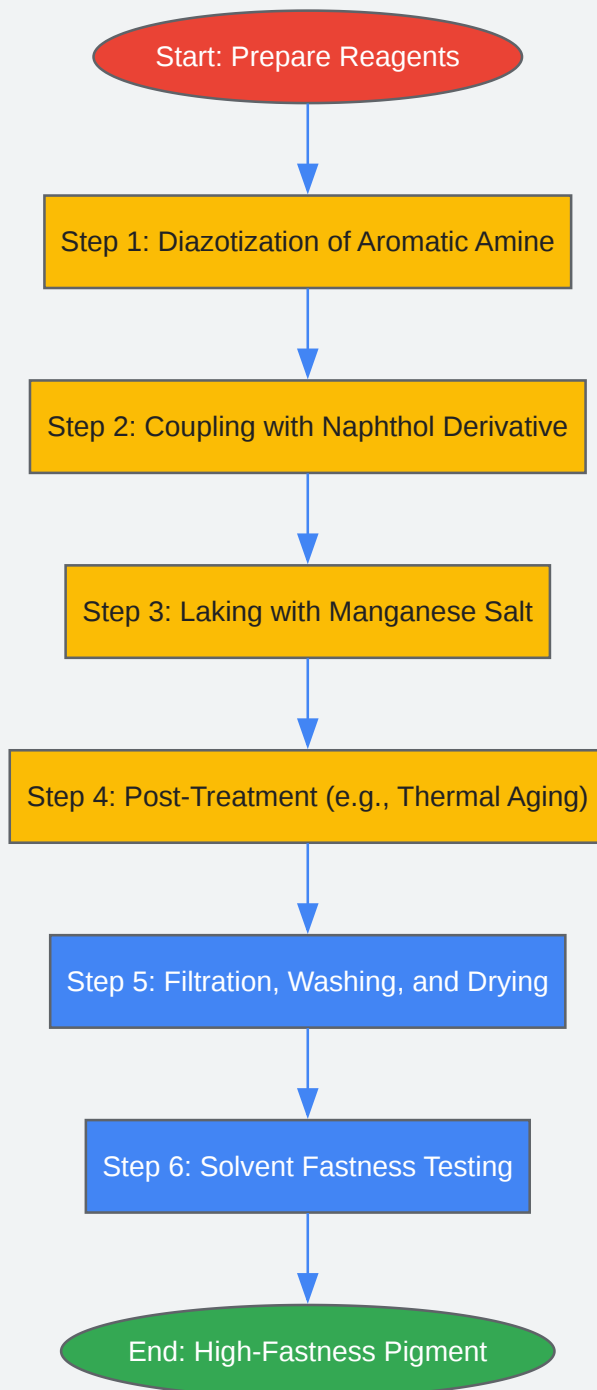 Start: Prepare Reagents
Step 1: Diazotization of Aromatic Amine
Step 2: Coupling with Naphthol Derivative
Step 3: Laking with Manganese Salt
Step 4: Post-Treatment (e.g., Thermal Aging)
Step 5: Filtration, Washing, and Drying
Step 6: Solvent Fastness Testing
End: High-Fastness Pigment